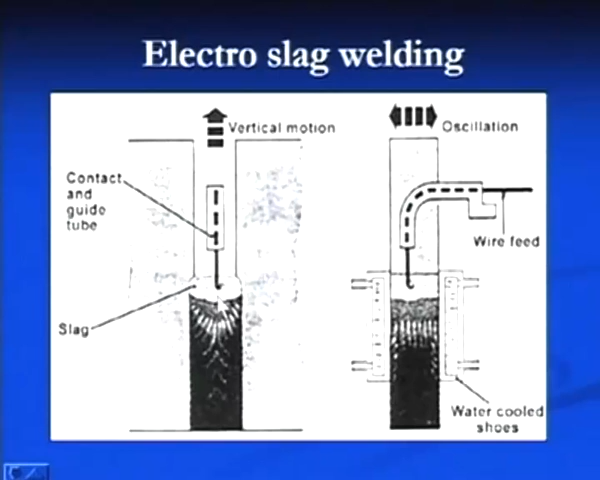 Electro slag welding
Vertical motion
Oscillation
Contact
and
guide
tube
Wire feed
Slag
Water cooled
shoes